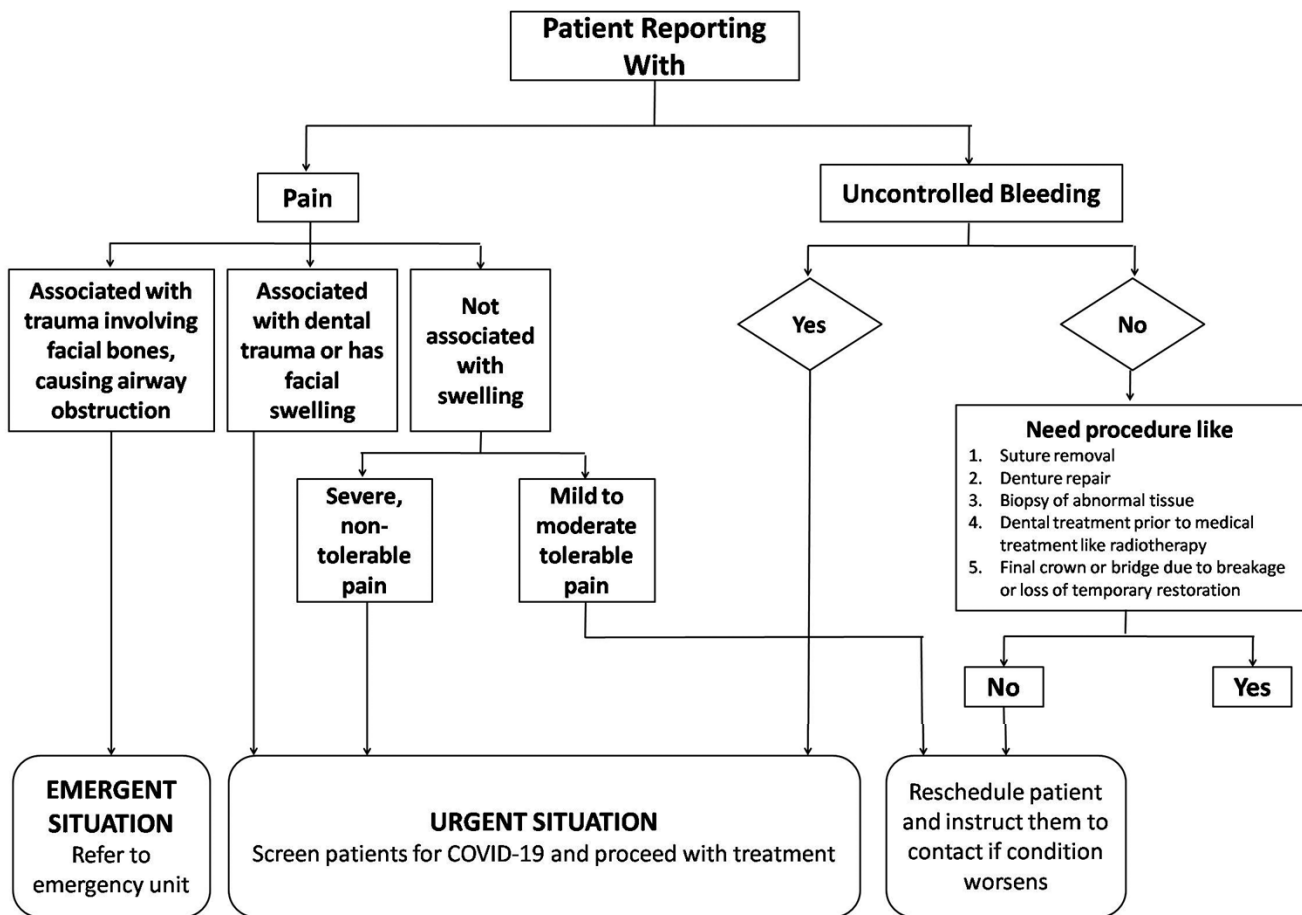 Patient Reporting
With
Pain
Uncontrolled Bleeding
Associated with
trauma involving
facial bones,
causing airway
obstruction
Associated
with dental
trauma or has
facial
swelling
Not
associated
with
swelling
Yes
No
Severe,
non-
tolerable
pain
Mild to
moderate
tolerable
pain
Need procedure like
1. Suture removal
2. Denture repair
3. Biopsy of abnormal tissue
4. Dental treatment prior to medical
treatment like radiotherapy
5. Final crown or bridge due to breakage
or loss of temporary restoration
No
Yes
EMERGENT
SITUATION
Refer to
emergency unit
URGENT SITUATION
Screen patients for COVID-19 and proceed with treatment
Reschedule patient
and instruct them to
contact if condition
worsens